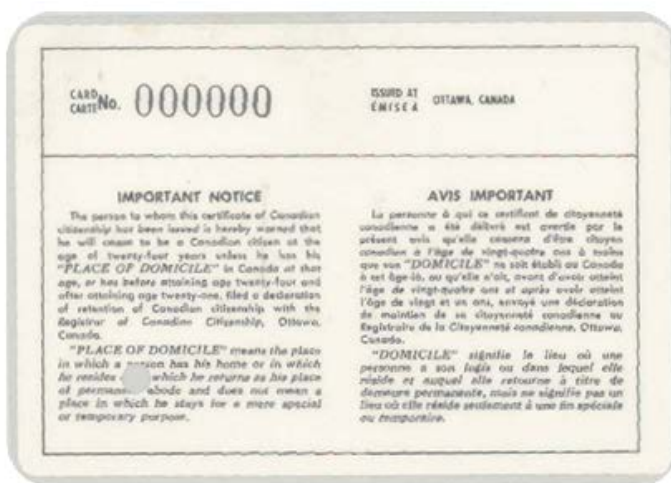 CARD No. 000000
CARTE
ISSUED AT OTTAWA, CANADA
EMISE A
IMPORTANT NOTICE
The person to whom this certificate of Canadian
citizenship has been issued is hereby warned that
he will cease to be a Canadian citizen at the
age of twenty-four years unless he has his
"PLACE OF DOMICILE" in Canada at that
age, or has before attaining age twenty-four and
after attaining age twenty-one, filed a declaration
of retention of Canadian citizenship with the
Registrar of Canadian Citizenship, Ottawa,
Canada.
"PLACE OF DOMICILE" means the place
in which a person has his home or in which
he resides which he returns as his place
of permanent abode and does not mean a
place in which he stays for a mere special
or temporary purpose.
AVIS IMPORTANT
La personne à qui ce certificat de citoyenneté
canadienne a été délivré est avertie par le
présent avis qu'elle cessera d'être citoyen
canadien à l'âge de vingt-quatre ans à moins
que son "DOMICILE" ne soit établi au Canada
à cet âge-là, ou qu'elle n'ait, avant d'avoir atteint
l'âge de vingt-quatre ans et après avoir atteint
l'âge de vingt et un ans, envoyé une déclaration
de maintien de sa citoyenneté canadienne au
Registraire de la Citoyenneté canadienne, Ottawa,
Canada.
"DOMICILE" signifie le lieu où une
personne a son logis ou dans lequel elle
réside et auquel elle retourne à titre de
demeure permanente, mais ne signifie pas un
lieu où elle réside seulement à une fin spéciale
ou temporaire.